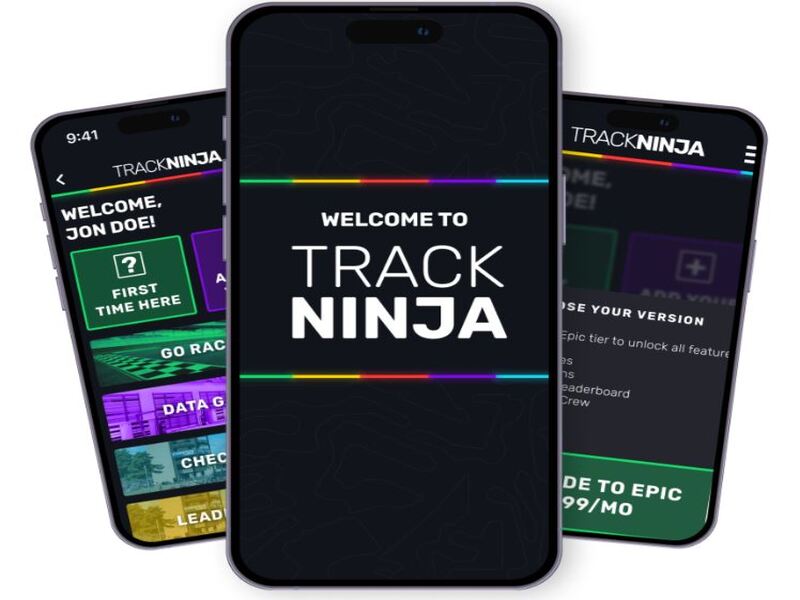 9:41
TRACKNINJA
WELCOME,
JON DOE!
?
FIRST
TIME HERE
GO RAC
DATA G
CHEC
LEAD
WELCOME TO
TRACK
NINJA
TRACKNINJA
ME,
OE!
ADD YOUR
OSE YOUR VERSION
Epic tier to unlock all feature
es
ns
eaderboard
Crew
DE TO EPIC
99/MO